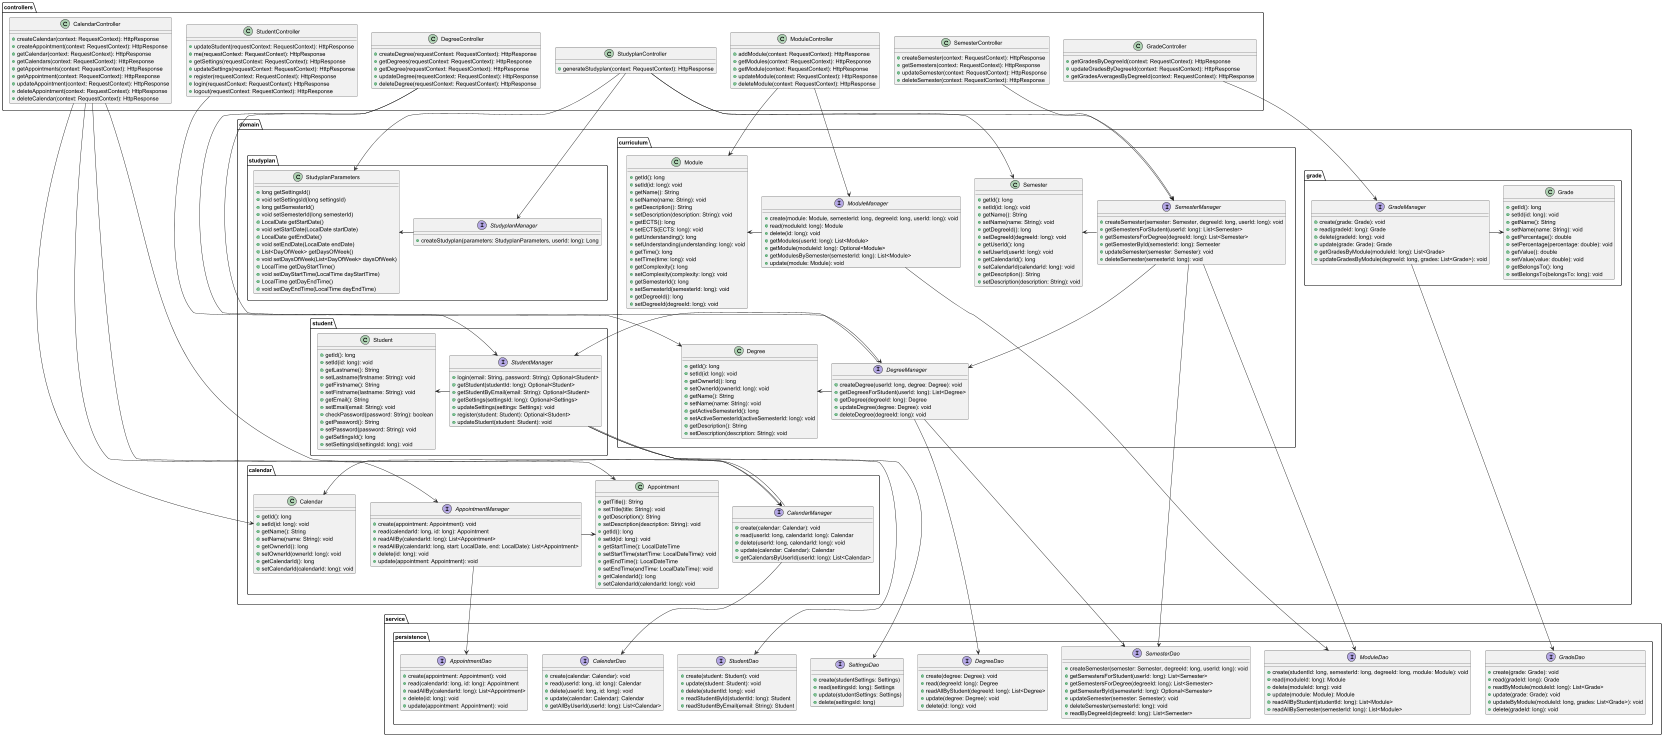 controllers
C CalendarController
createCalendar(context: RequestContext): HttpResponse
createAppointment(context: RequestContext): HttpResponse
getCalendar(context: RequestContext): HttpResponse
getCalendars(context: RequestContext): HttpResponse
getAppointments(context: RequestContext): HttpResponse
getAppointment(context: RequestContext): HttpResponse
updateAppointment(context: RequestContext): HttpResponse
deleteAppointment(context: RequestContext): HttpResponse
deleteCalendar(context: RequestContext): HttpResponse
C StudentController
updateStudent(requestContext: RequestContext): HttpResponse
me(requestContext: RequestContext): HttpResponse
getSettings(requestContext: RequestContext): HttpResponse
updateSettings(requestContext: RequestContext): HttpResponse
register(requestContext: RequestContext): HttpResponse
login(requestContext: RequestContext): HttpResponse
logout(requestContext: RequestContext): HttpResponse
C DegreeController
createDegree(requestContext: RequestContext): HttpResponse
getDegrees(requestContext: RequestContext): HttpResponse
getDegree(requestContext: RequestContext): HttpResponse
updateDegree(requestContext: RequestContext): HttpResponse
deleteDegree(requestContext: RequestContext): HttpResponse
C StudyplanController
generateStudyplan(context: RequestContext): HttpResponse
C ModuleController
addModule(context: RequestContext): HttpResponse
getModules(context: RequestContext): HttpResponse
getModule(context: RequestContext): HttpResponse
updateModule(context: RequestContext): HttpResponse
deleteModule(context: RequestContext): HttpResponse
C SemesterController
createSemester(context: RequestContext): HttpResponse
getSemesters(context: RequestContext): HttpResponse
updateSemester(context: RequestContext): HttpResponse
deleteSemester(context: RequestContext): HttpResponse
C GradeController
getGradesByDegreeId(context: RequestContext): HttpResponse
updateGradesByDegreeId(context: RequestContext): HttpResponse
getGradesAveragesByDegreeId(context: RequestContext): HttpResponse
domain
studyplan
C StudyplanParameters
long getSettingsId()
void setSettingsId(long settingsId)
long getSemesterId()
void setSemesterId(long semesterId)
LocalDate getStartDate()
void setStartDate(LocalDate startDate)
LocalDate getEndDate()
void setEndDate(LocalDate endDate)
List<DayOfWeek> getDaysOfWeek()
void setDaysOfWeek(List<DayOfWeek> daysOfWeek)
LocalTime getDayStartTime()
void setDayStartTime(LocalTime dayStartTime)
LocalTime getDayEndTime()
void setDayEndTime(LocalTime dayEndTime)
I StudyplanManager
createStudyplan(parameters: StudyplanParameters, userId: long): Long
curriculum
C Module
getId(): long
setId(id: long): void
getName(): String
setName(name: String): void
getDescription(): String
setDescription(description: String): void
getECTS(): long
setECTS(ECTS: long): void
getUnderstanding(): long
setUnderstanding(understanding: long): void
getTime(): long
setTime(time: long): void
getComplexity(): long
setComplexity(complexity: long): void
getSemesterId(): long
setSemesterId(semesterId: long): void
getDegreeId(): long
setDegreeId(degreeId: long): void
I ModuleManager
create(module: Module, semesterId: long, degreeId: long, userId: long): void
read(moduleId: long): Module
delete(id: long): void
getModules(userId: long): List<Module>
getModule(moduleId: long): Optional<Module>
getModulesBySemester(semesterId: long): List<Module>
update(module: Module): void
C Semester
getId(): long
setId(id: long): void
getName(): String
setName(name: String): void
getDegreeId(): long
setDegreeId(degreeId: long): void
getUserId(): long
setUserId(userId: long): void
getCalendarId(): long
setCalendarId(calendarId: long): void
getDescription(): String
setDescription(description: String): void
I SemesterManager
createSemester(semester: Semester, degreeId: long, userId: long): void
getSemestersForStudent(userId: long): List<Semester>
getSemestersForDegree(degreeId: long): List<Semester>
getSemesterById(semesterId: long): Semester
updateSemester(semester: Semester): void
deleteSemester(semesterId: long): void
grade
I GradeManager
create(grade: Grade): void
read(gradeId: long): Grade
delete(gradeId: long): void
update(grade: Grade): Grade
getGradesByModule(moduleId: long): List<Grade>
updateGradesByModule(degreeId: long, grades: List<Grade>): void
C Grade
getId(): long
setId(id: long): void
getName(): String
setName(name: String): void
getPercentage(): double
setPercentage(percentage: double): void
getValue(): double
setValue(value: double): void
getBelongsTo(): long
setBelongsTo(belongsTo: long): void
student
C Student
getId(): long
setId(id: long): void
getLastname(): String
setLastname(firstname: String): void
getFirstname(): String
setFirstname(lastname: String): void
getEmail(): String
setEmail(email: String): void
checkPassword(password: String): boolean
getPassword(): String
setPassword(password: String): void
getSettingsId(): long
setSettingsId(settingsId: long): void
I StudentManager
login(email: String, password: String): Optional<Student>
getStudent(studentId: long): Optional<Student>
getStudentByEmail(email: String): Optional<Student>
getSettings(settingsId: long): Optional<Settings>
updateSettings(settings: Settings): void
register(student: Student): Optional<Student>
updateStudent(student: Student): void
C Degree
getId(): long
setId(id: long): void
getOwnerId(): long
setOwnerId(ownerId: long): void
getName(): String
setName(name: String): void
getActiveSemesterId(): long
setActiveSemesterId(activeSemesterId: long): void
getDescription(): String
setDescription(description: String): void
I DegreeManager
createDegree(userId: long, degree: Degree): void
getDegreesForStudent(userId: long): List<Degree>
getDegree(degreeId: long): Degree
updateDegree(degree: Degree): void
deleteDegree(degreeId: long): void
calendar
C Calendar
getId(): long
setId(id: long): void
getName(): String
setName(name: String): void
getOwnerId(): long
setOwnerId(ownerId: long): void
getCalendarId(): long
setCalendarId(calendarId: long): void
I AppointmentManager
create(appointment: Appointment): void
read(calendarId: long, id: long): Appointment
readAllBy(calendarId: long): List<Appointment>
readAllBy(calendarId: long, start: LocalDate, end: LocalDate): List<Appointment>
delete(id: long): void
update(appointment: Appointment): void
C Appointment
getTitle(): String
setTitle(title: String): void
getDescription(): String
setDescription(description: String): void
getId(): long
setId(id: long): void
getStartTime(): LocalDateTime
setStartTime(startTime: LocalDateTime): void
getEndTime(): LocalDateTime
setEndTime(endTime: LocalDateTime): void
getCalendarId(): long
setCalendarId(calendarId: long): void
I CalendarManager
create(calendar: Calendar): void
read(userId: long, calendarId: long): Calendar
delete(userId: long, calendarId: long): void
update(calendar: Calendar): Calendar
getCalendarsByUserId(userId: long): List<Calendar>
service
persistence
I AppointmentDao
create(appointment: Appointment): void
read(calendarId: long, id: long): Appointment
readAllBy(calendarId: long): List<Appointment>
delete(id: long): void
update(appointment: Appointment): void
I CalendarDao
create(calendar: Calendar): void
read(userId: long, id: long): Calendar
delete(userId: long, id: long): void
update(calendar: Calendar): Calendar
getAllByUserId(userId: long): List<Calendar>
I StudentDao
create(student: Student): void
update(student: Student): void
delete(studentId: long): void
readStudentById(studentId: long): Student
readStudentByEmail(email: String): Student
I SettingsDao
create(studentSettings: Settings)
read(settingsId: long): Settings
update(studentSettings: Settings)
delete(settingsId: long)
I DegreeDao
create(degree: Degree): void
read(degreeId: long): Degree
readAllByStudent(degreeId: long): List<Degree>
update(degree: Degree): void
delete(id: long): void
I SemesterDao
createSemester(semester: Semester, degreeId: long, userId: long): void
getSemestersForStudent(userId: long): List<Semester>
getSemestersForDegree(degreeId: long): List<Semester>
getSemesterById(semesterId: long): Optional<Semester>
updateSemester(semester: Semester): void
deleteSemester(semesterId: long): void
readByDegreeId(degreeId: long): List<Semester>
I ModuleDao
create(studentId: long, semesterId: long, degreeId: long, module: Module): void
read(moduleId: long): Module
delete(moduleId: long): void
update(module: Module): Module
readAllByStudent(studentId: long): List<Module>
readAllBySemester(semesterId: long): List<Module>
I GradeDao
create(grade: Grade): void
read(gradeId: long): Grade
readByModule(moduleId: long): List<Grade>
update(grade: Grade): void
updateByModule(moduleId: long, grades: List<Grade>): void
delete(gradeId: long): void